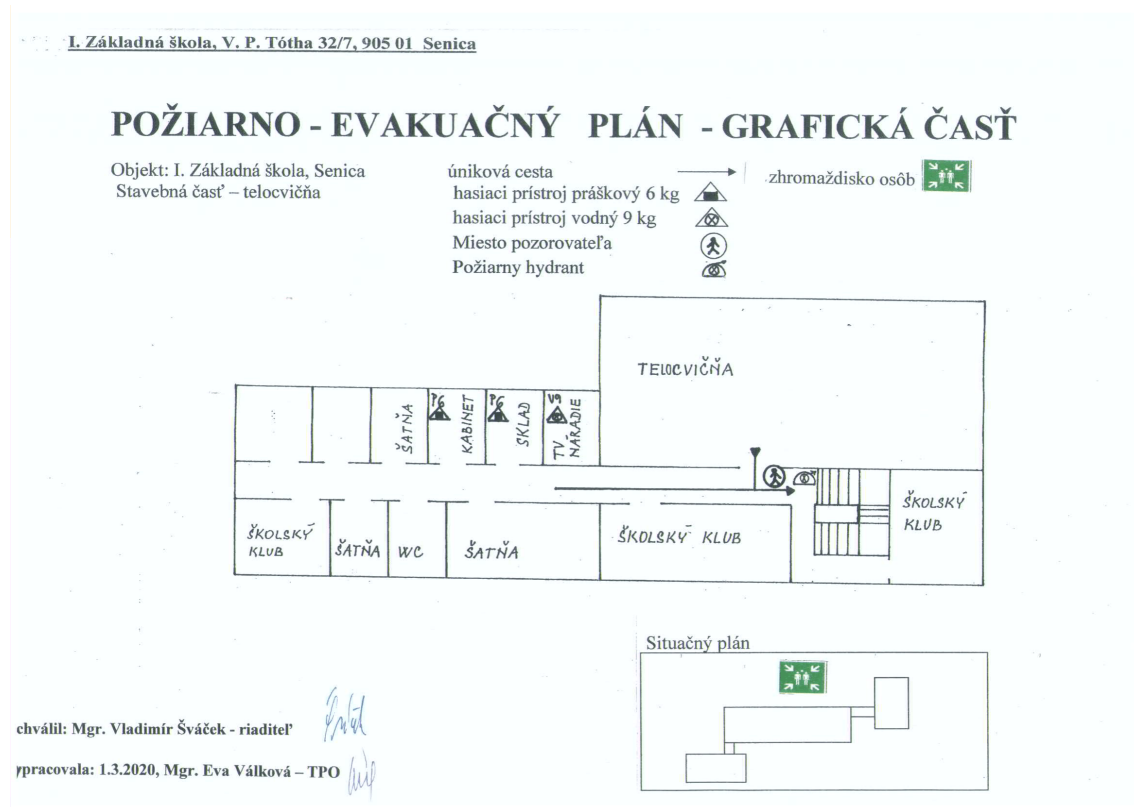 I. Základná škola, V. P. Tótha 32/7, 905 01 Senica
POŽIARNO - EVAKUAČNÝ PLÁN - GRAFICKÁ ČASŤ
Objekt: I. Základná škola, Senica
Stavebná časť – telocvičňa
úniková cesta
hasiaci prístroj práškový 6 kg
hasiaci prístroj vodný 9 kg
Miesto pozorovateľa
Požiarny hydrant
zhromaždisko osôb
TELOCVIČŇA
ŠATŇA
P6
KABINET
P6
SKLAD
V9
TV-
NÁRADIE
ŠKOLSKÝ
KLUB
ŠATŇA
WC
ŠATŇA
ŠKOLSKÝ KLUB
ŠKOLSKÝ
KLUB
Situačný plán
chválil: Mgr. Vladimír Šváček - riaditeľ
ypracovala: 1.3.2020, Mgr. Eva Válková – TPO